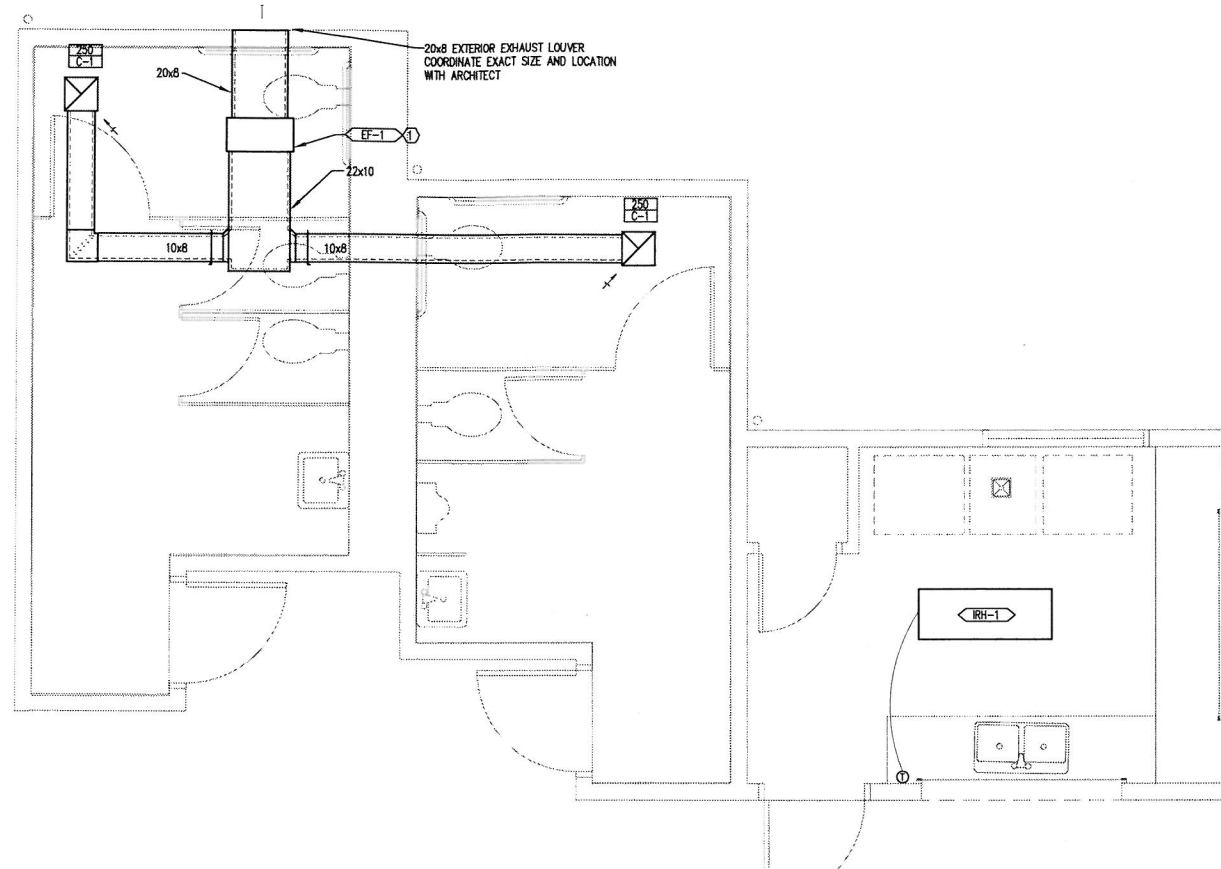 250
C-1
20x8 EXTERIOR EXHAUST LOUVER
COORDINATE EXACT SIZE AND LOCATION
WITH ARCHITECT
20x8
EF-1
1
22x10
250
C-1
10x8
10x8
IRH-1
T